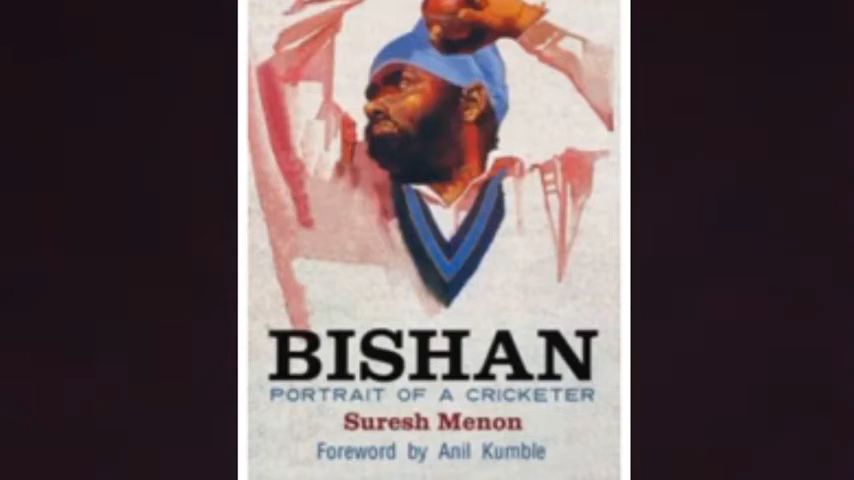 BISHAN
PORTRAIT OF A CRICKETER
Suresh Menon
Foreword by Anil Kumble